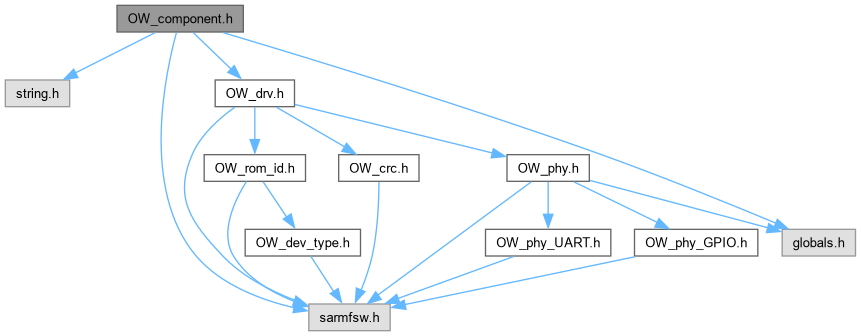 OW_component.h
string.h
OW_drv.h
OW_rom_id.h
OW_crc.h
OW_phy.h
OW_dev_type.h
OW_phy_UART.h
OW_phy_GPIO.h
globals.h
sarmfsw.h